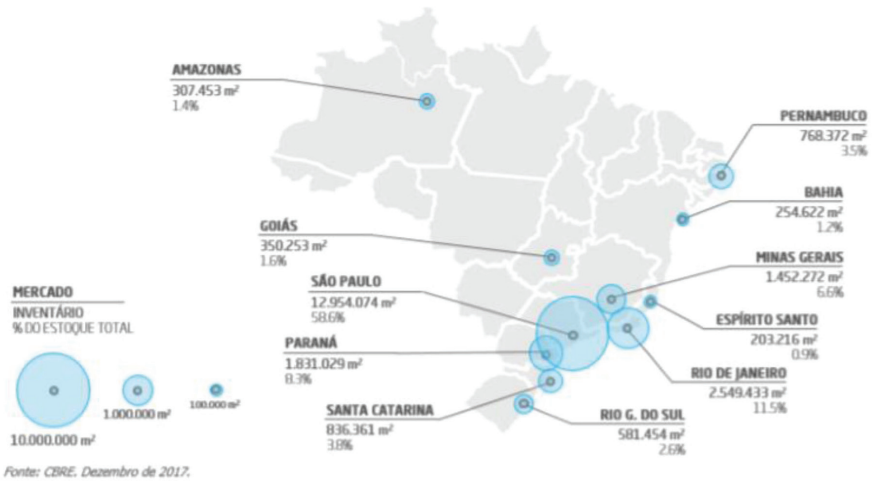 AMAZONAS
307.453 m²
1.4%
PERNAMBUCO
768.372 m²
3.5%
BAHIA
254.622 m²
1.2%
GOIÁS
350.253 m²
1.6%
MINAS GERAIS
1.452.272 m²
6.6%
SÃO PAULO
12.954.074 m²
58.6%
ESPÍRITO SANTO
203.216 m²
0.9%
PARANÁ
1.831.029 m²
8.3%
RIO DE JANEIRO
2.549.433 m²
11.5%
SANTA CATARINA
836.361 m²
3.8%
RIO G. DO SUL
581.454 m²
2.6%
MERCADO
INVENTÁRIO
% DO ESTOQUE TOTAL
10.000.000 m²
1.000.000 m²
100.000 m²
Fonte: CBRE. Dezembro de 2017.